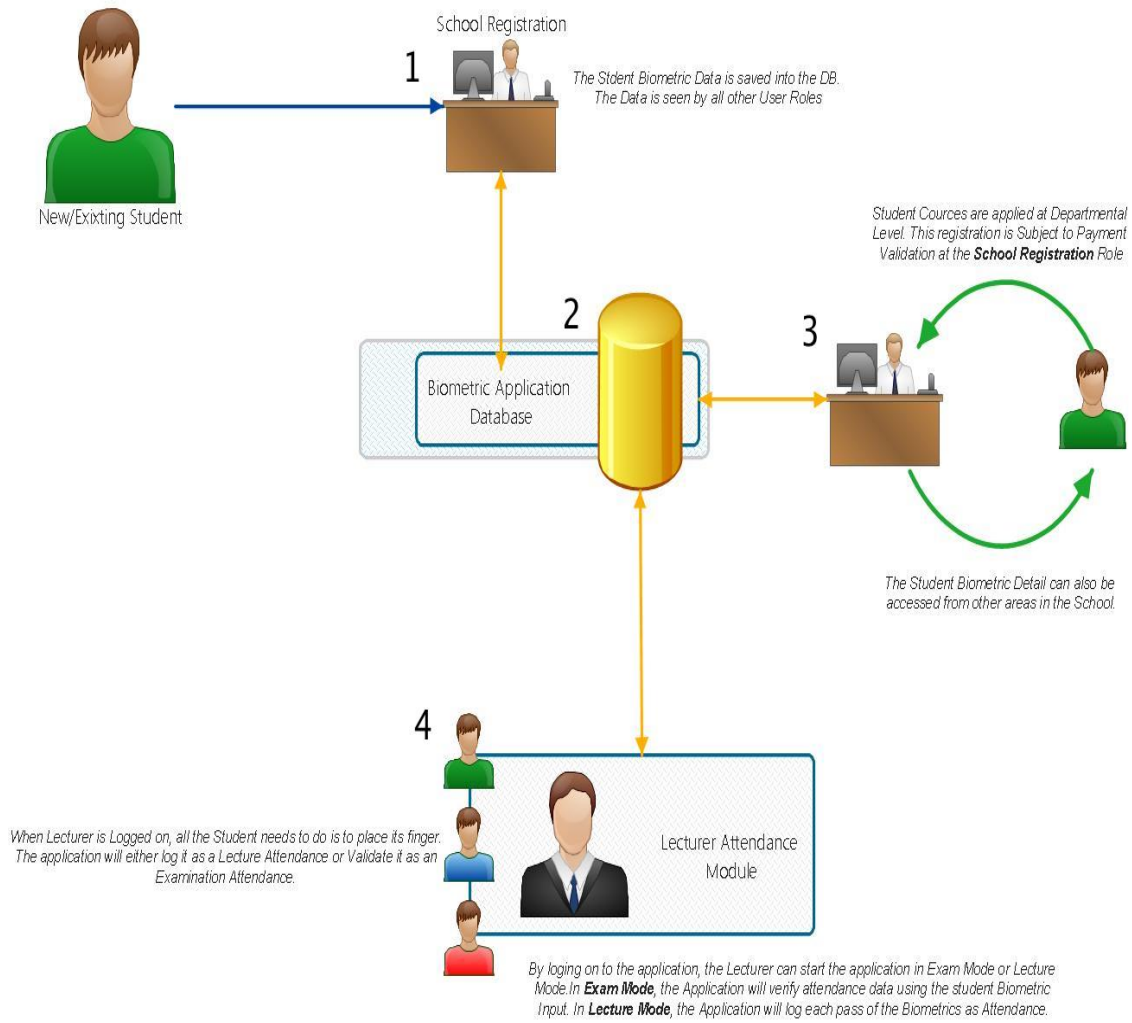 School Registration
1
The Stdent Biometric Data is saved into the DB.
The Data is seen by all other User Roles
New/Exixting Student
Student Cources are applied at Departmental
Level. This registration is Subject to Payment
Validation at the School Registration Role
2
3
Biometric Application
Database
The Student Biometric Detail can also be
accessed from other areas in the School.
4
When Lecturer is Logged on, all the Student needs to do is to place its finger.
The application will either log it as a Lecture Attendance or Validate it as an
Examination Attendance.
Lecturer Attendance
Module
By loging on to the application, the Lecturer can start the application in Exam Mode or Lecture
Mode.In Exam Mode, the Application will verify attendance data using the student Biometric
Input. In Lecture Mode, the Application will log each pass of the Biometrics as Attendance.